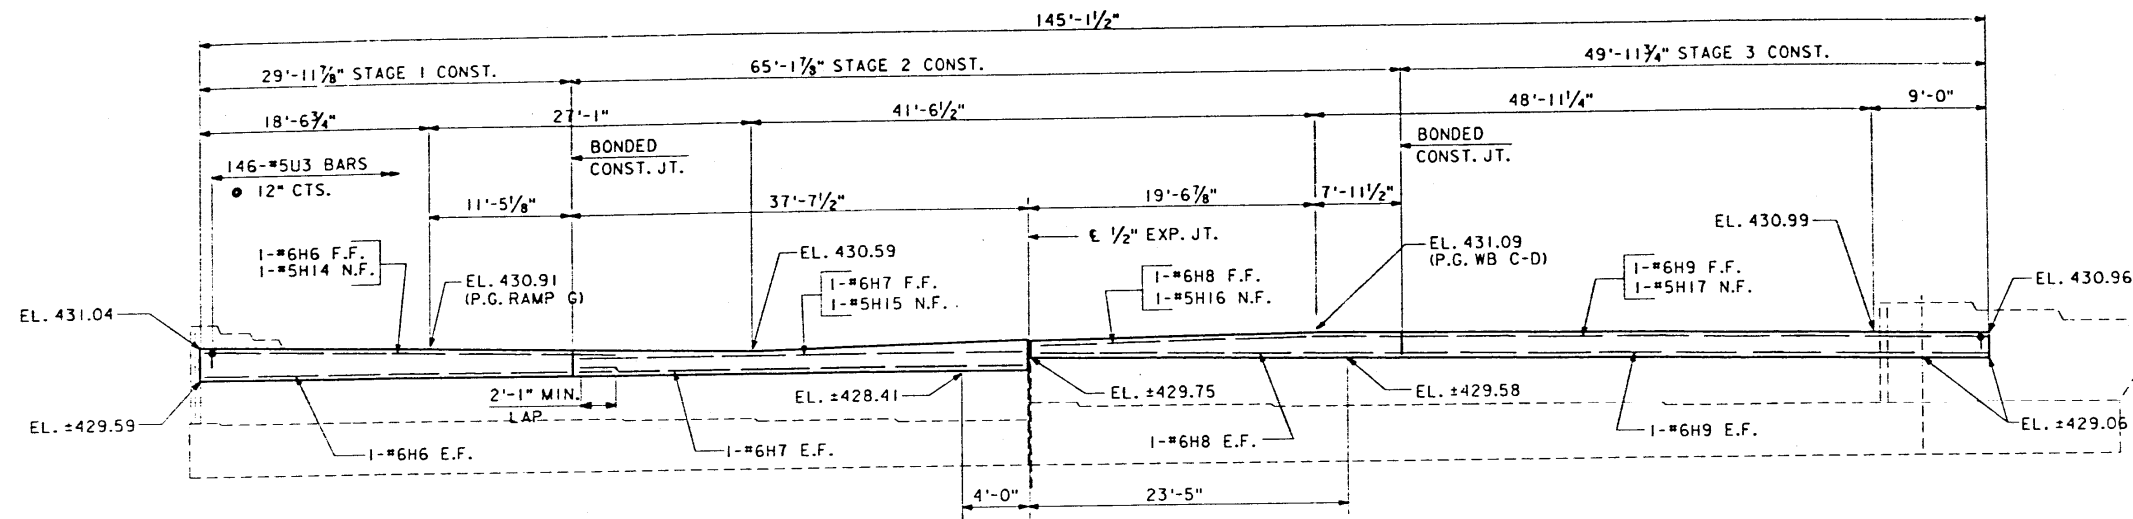 145'-1½"
29'-11⅞" STAGE 1 CONST.
65'-1⅞" STAGE 2 CONST.
49'-11¾" STAGE 3 CONST.
18'-6¾"
27'-1"
41'-6½"
48'-11¼"
9'-0"
146-#5U3 BARS
@ 12" CTS.
BONDED
CONST. JT.
BONDED
CONST. JT.
11'-5⅛"
37'-7½"
19'-6⅞"
7'-11½"
℄ ½" EXP. JT.
1-#6H6 F.F.
1-#5H14 N.F.
EL. 430.91
(P.G. RAMP G)
EL. 430.59
1-#6H7 F.F.
1-#5H15 N.F.
1-#6H8 F.F.
1-#5H16 N.F.
EL. 431.09
(P.G. WB C-D)
1-#6H9 F.F.
1-#5H17 N.F.
EL. 430.99
EL. 430.96
EL. 431.04
EL. ±429.59
2'-1" MIN.
LAP
EL. ±428.41
EL. ±429.75
EL. ±429.58
EL. ±429.06
1-#6H6 E.F.
1-#6H7 E.F.
1-#6H8 E.F.
1-#6H9 E.F.
4'-0"
23'-5"